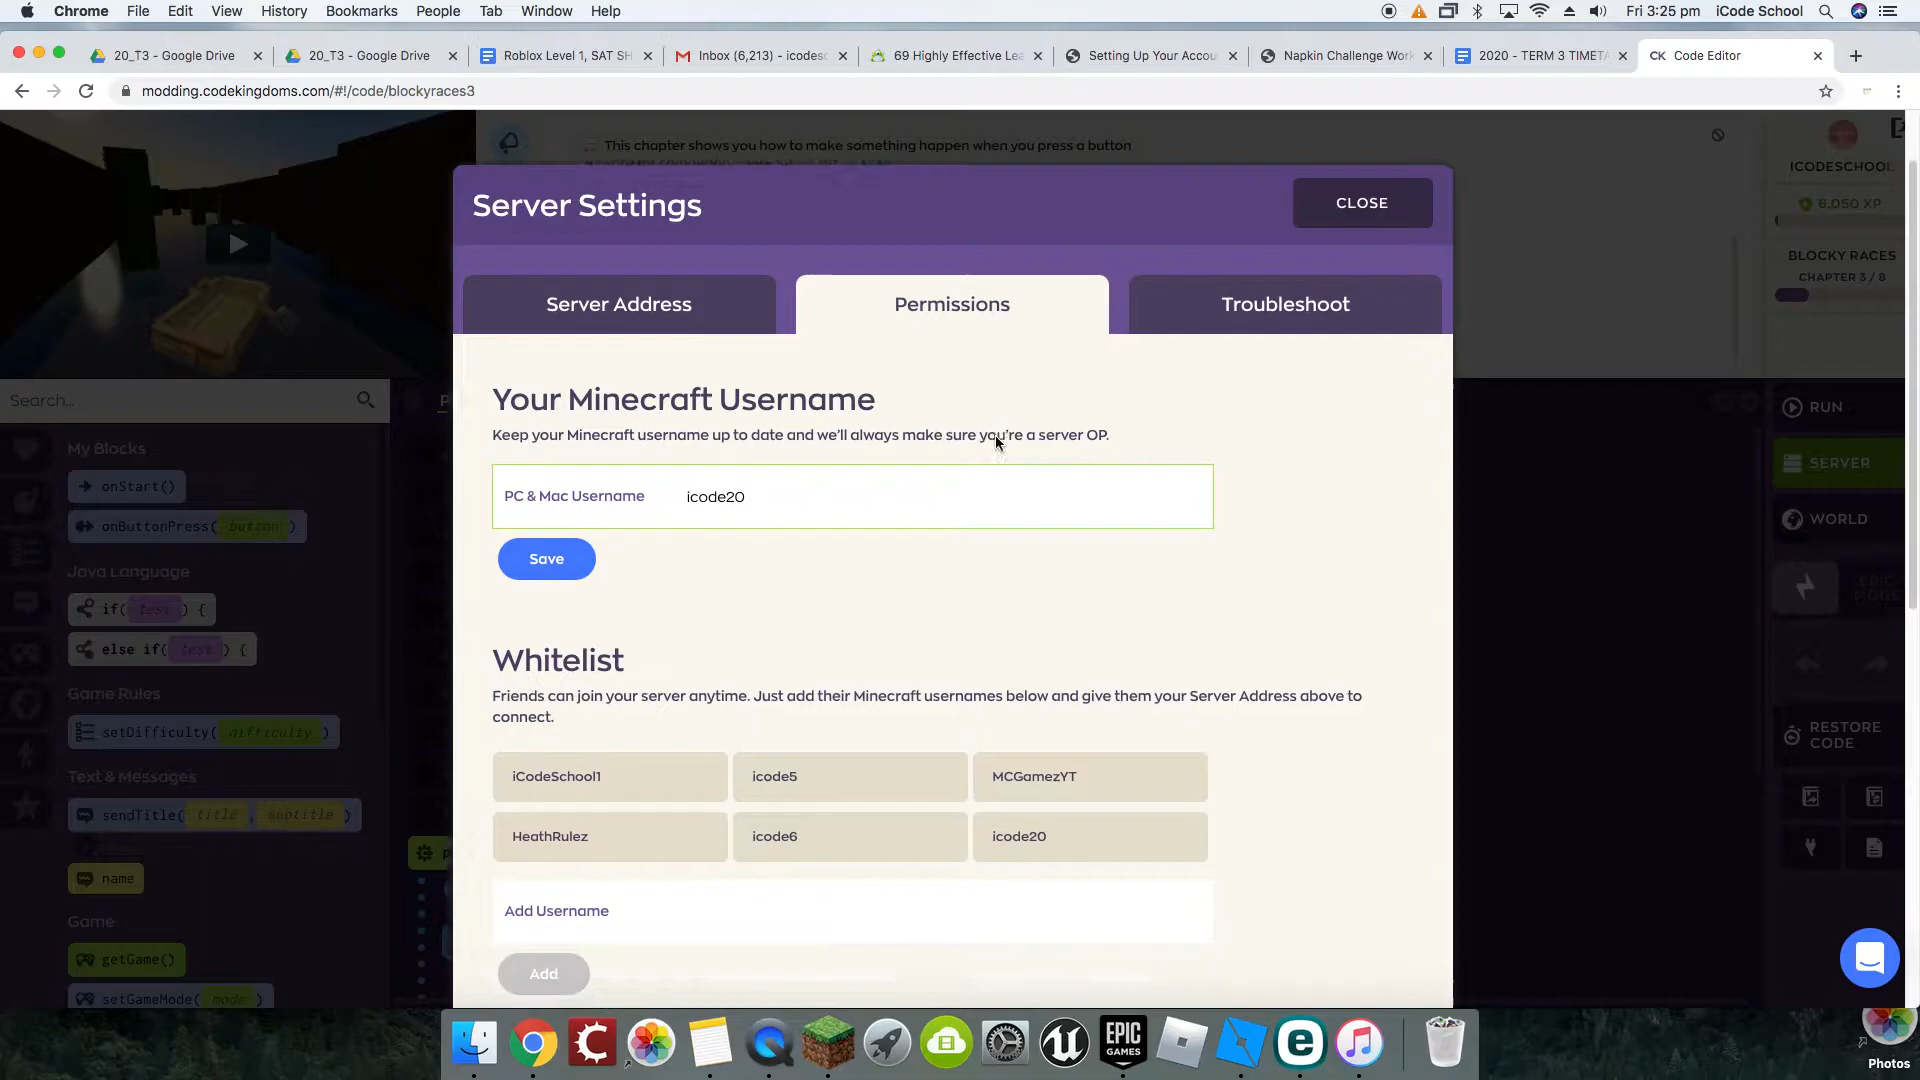 Chrome File Edit View History Bookmarks People Tab Window Help Fri 3:25 pm iCode School
20_T3 - Google Drive 20_T3 - Google Drive Roblox Level 1, SAT SH Inbox (6,213) - icodesc 69 Highly Effective Lea Setting Up Your Accou Napkin Challenge Work 2020 - TERM 3 TIMETA CK Code Editor
modding.codekingdoms.com/#!/code/blockyraces3
This chapter shows you how to make something happen when you press a button
ICODESCHOOL
6,050 XP
BLOCKY RACES
CHAPTER 3 / 8
Server Settings
CLOSE
Server Address Permissions Troubleshoot
Your Minecraft Username
Keep your Minecraft username up to date and we'll always make sure you're a server OP.
PC & Mac Username icode20
Save
Whitelist
Friends can join your server anytime. Just add their Minecraft usernames below and give them your Server Address above to
connect.
iCodeSchool1 icode5 MCGamezYT
HeathRulez icode6 icode20
Add Username
Add
Search...
My Blocks
onStart()
onButtonPress( button )
Java Language
if( test ) {
else if( test ) {
Game Rules
setDifficulty( difficulty )
Text & Messages
sendTitle( title , subtitle )
name
Game
getGame()
setGameMode( mode )
RUN
SERVER
WORLD
EPIC
MODE
RESTORE
CODE
EPIC
GAMES
Photos